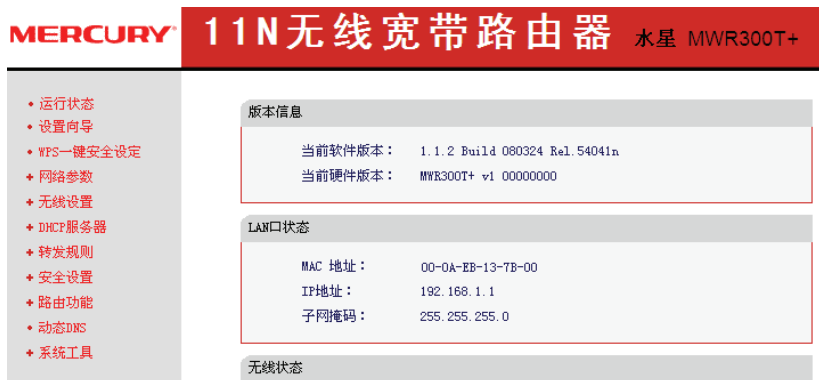 MERCURY 11N无线宽带路由器 水星 MWR300T+
• 运行状态
• 设置向导
• WPS一键安全设定
+ 网络参数
+ 无线设置
+ DHCP服务器
+ 转发规则
+ 安全设置
+ 路由功能
• 动态DNS
+ 系统工具
版本信息
当前软件版本： 1.1.2 Build 080324 Rel.54041n
当前硬件版本： MWR300T+ v1 00000000
LAN口状态
MAC 地址： 00-0A-EB-13-7B-00
IP地址： 192.168.1.1
子网掩码： 255.255.255.0
无线状态